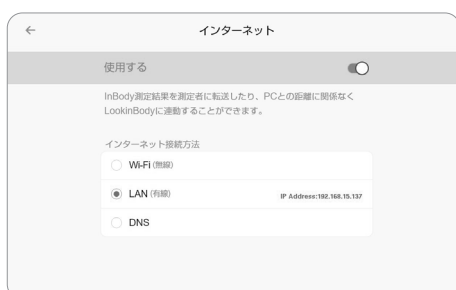 インターネット
使用する
InBody測定結果を測定者に転送したり、PCとの距離に関係なく
LookinBodyに連動することができます。
インターネット接続方法
Wi-Fi (無線)
LAN (有線) IP Address:192.168.15.137
DNS